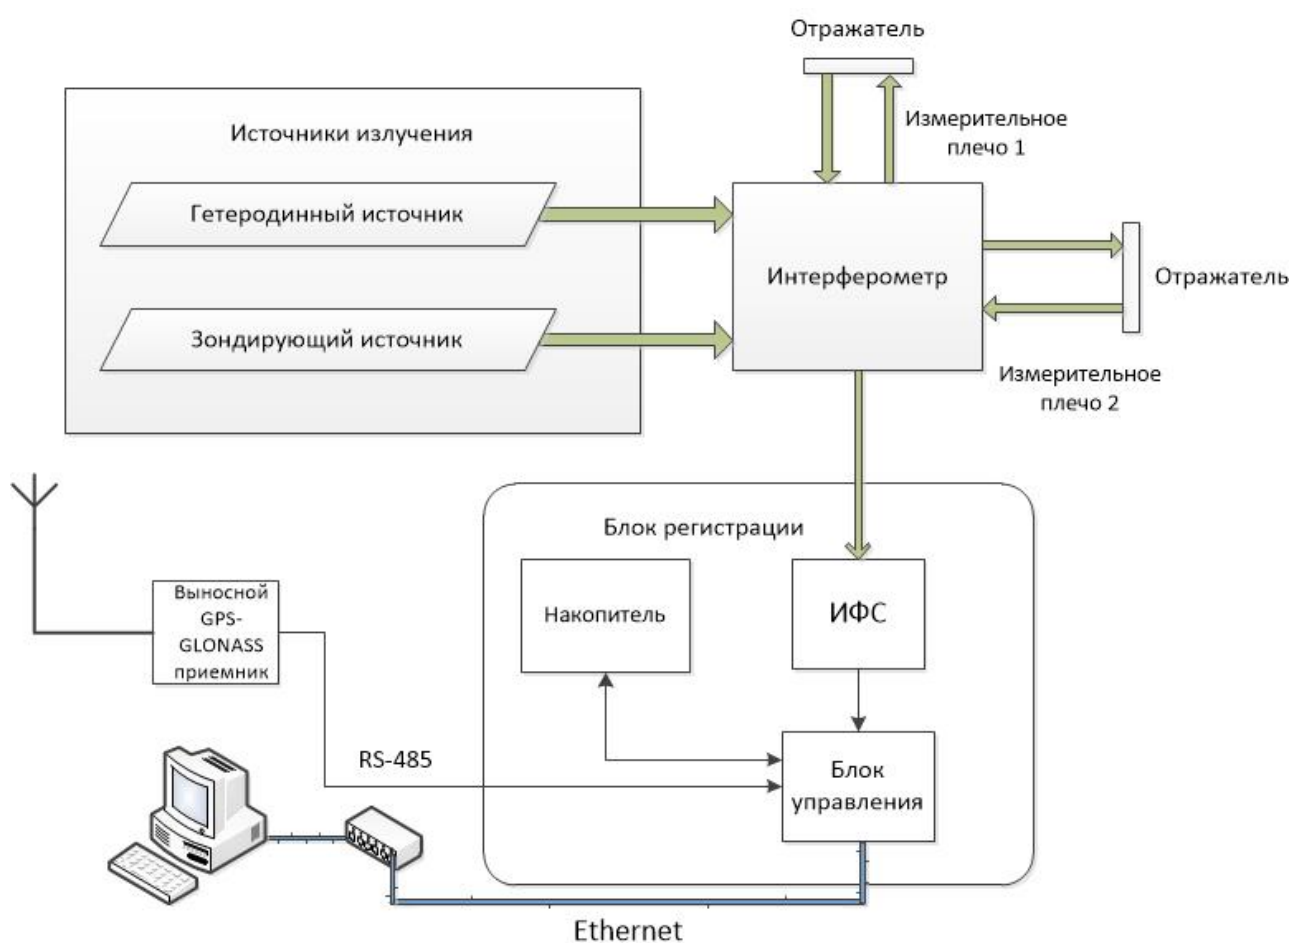 Отражатель
Источники излучения
Измерительное
плечо 1
Гетеродинный источник
Интерферометр
Отражатель
Зондирующий источник
Измерительное
плечо 2
Блок регистрации
Выносной
GPS-
GLONASS
приемник
Накопитель
ИФС
RS-485
Блок
управления
Ethernet